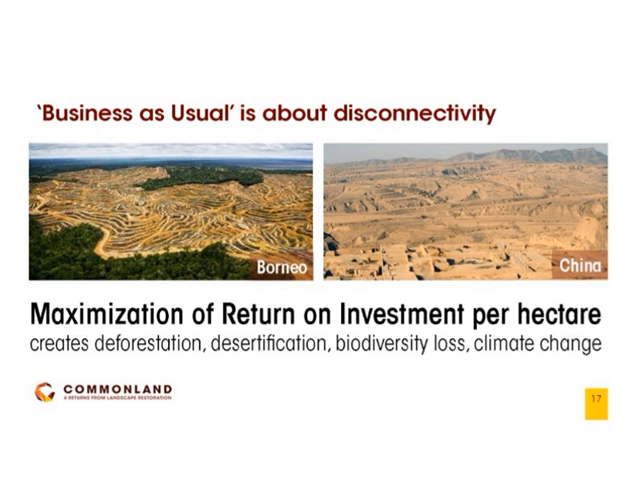 ‘Business as Usual’ is about disconnectivity
Borneo
China
Maximization of Return on Investment per hectare
creates deforestation, desertification, biodiversity loss, climate change
COMMONLAND
4 RETURNS FROM LANDSCAPE RESTORATION
17